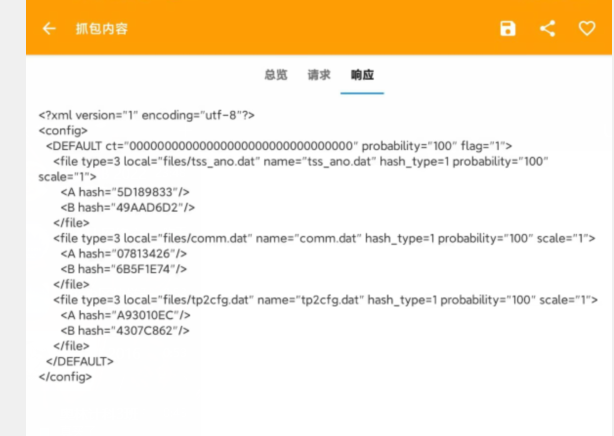 抓包内容
总览 请求 响应
<?xml version="1" encoding="utf-8"?>
<config>
<DEFAULT ct="00000000000000000000000000000000" probability="100" flag="1">
<file type=3 local="files/tss_ano.dat" name="tss_ano.dat" hash_type=1 probability="100"
scale="1">
<A hash="5D189833"/>
<B hash="49AAD6D2"/>
</file>
<file type=3 local="files/comm.dat" name="comm.dat" hash_type=1 probability="100" scale="1">
<A hash="07813426"/>
<B hash="6B5F1E74"/>
</file>
<file type=3 local="files/tp2cfg.dat" name="tp2cfg.dat" hash_type=1 probability="100" scale="1">
<A hash="A93010EC"/>
<B hash="4307C862"/>
</file>
</DEFAULT>
</config>